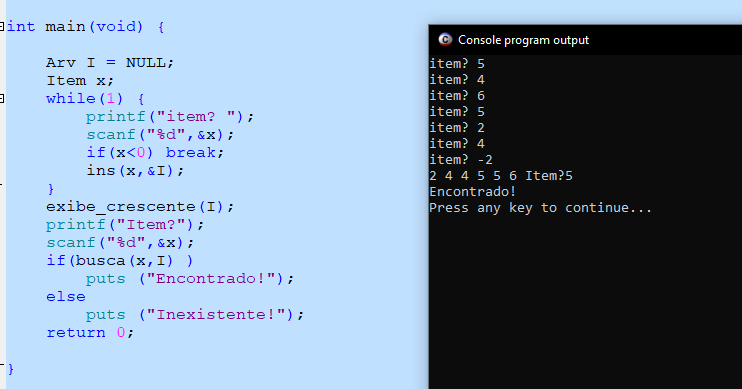 int main(void) {
Arv I = NULL;
Item x;
while(1) {
printf("item? ");
scanf("%d",&x);
if(x<0) break;
ins(x,&I);
}
exibe_crescente(I);
printf("Item?");
scanf("%d",&x);
if(busca(x,I) )
puts ("Encontrado!");
else
puts ("Inexistente!");
return 0;
}
Console program output
item? 5
item? 4
item? 6
item? 5
item? 2
item? 4
item? -2
2 4 4 5 5 6 Item?5
Encontrado!
Press any key to continue...